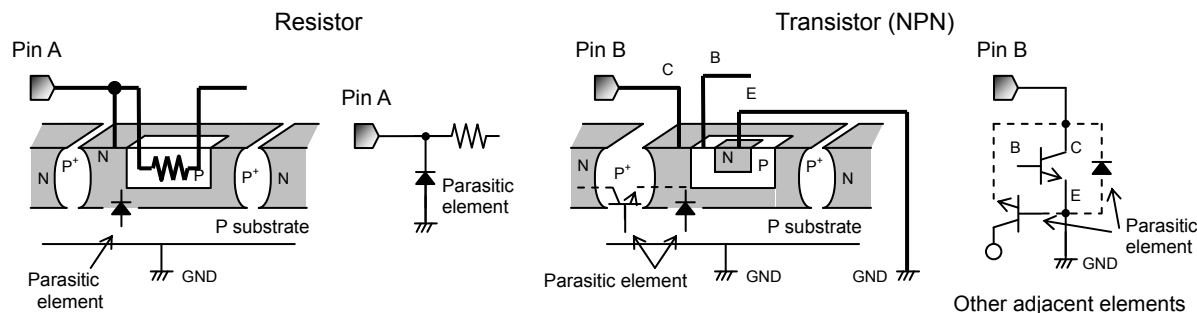 Resistor
Pin A
N
P+
N
P
P+
N
P substrate
Parasitic
element
GND
Pin A
Parasitic
element
Transistor (NPN)
Pin B
C
B
E
N
P+
N
P
P+
N
N
P substrate
Parasitic element
GND
GND
Pin B
B
C
E
Parasitic
element
GND
Other adjacent elements